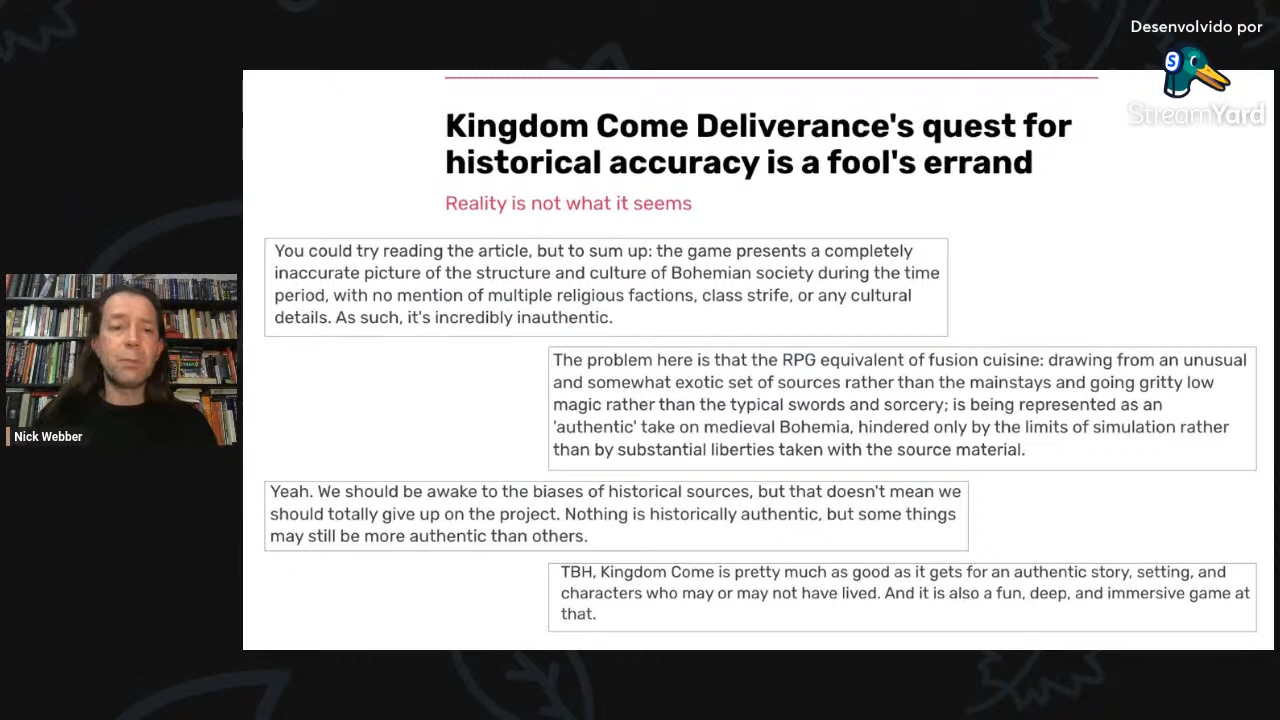 Desenvolvido por
S
StreamYard
Kingdom Come Deliverance's quest for
historical accuracy is a fool's errand
Reality is not what it seems
You could try reading the article, but to sum up: the game presents a completely
inaccurate picture of the structure and culture of Bohemian society during the time
period, with no mention of multiple religious factions, class strife, or any cultural
details. As such, it's incredibly inauthentic.
The problem here is that the RPG equivalent of fusion cuisine: drawing from an unusual
and somewhat exotic set of sources rather than the mainstays and going gritty low
magic rather than the typical swords and sorcery; is being represented as an
'authentic' take on medieval Bohemia, hindered only by the limits of simulation rather
than by substantial liberties taken with the source material.
Yeah. We should be awake to the biases of historical sources, but that doesn't mean we
should totally give up on the project. Nothing is historically authentic, but some things
may still be more authentic than others.
TBH, Kingdom Come is pretty much as good as it gets for an authentic story, setting, and
characters who may or may not have lived. And it is also a fun, deep, and immersive game at
that.
Nick Webber